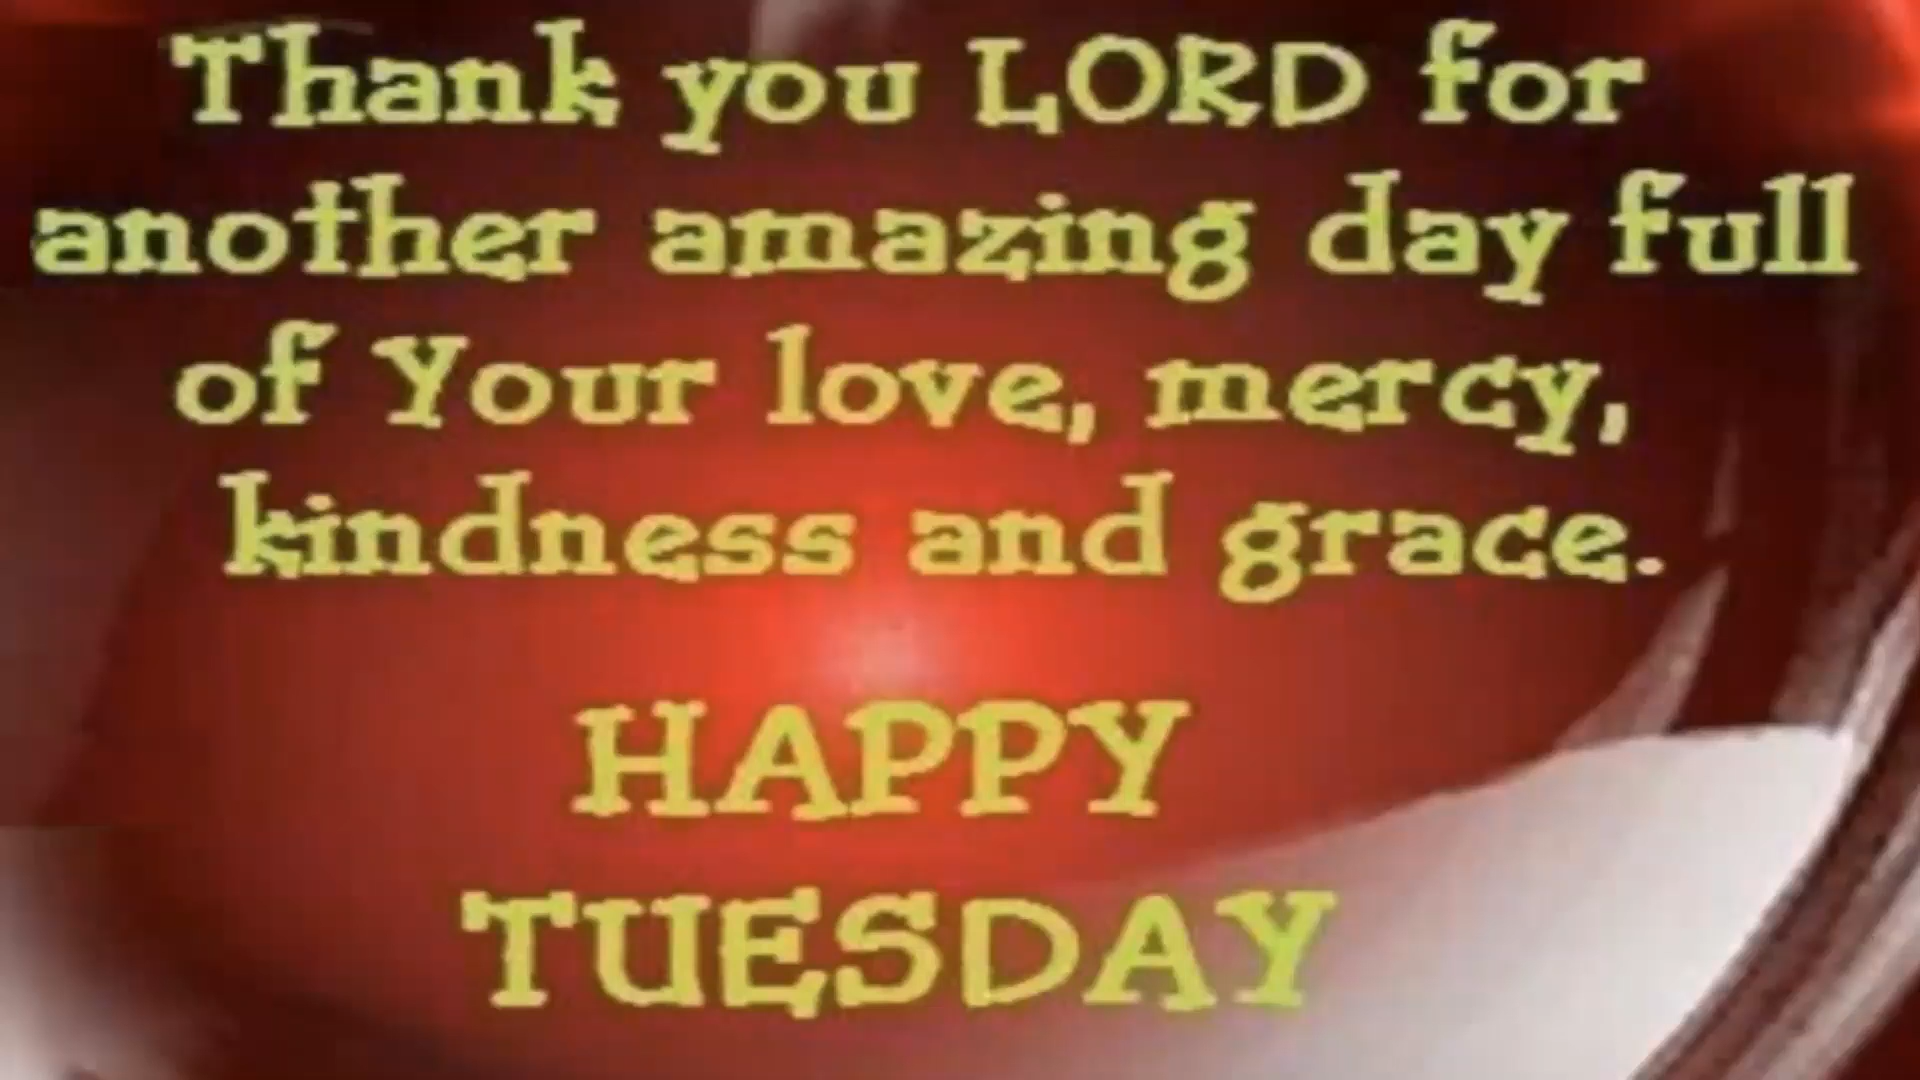 Thank you LORD for
another amazing day full
of Your love, mercy,
kindness and grace.
HAPPY
TUESDAY